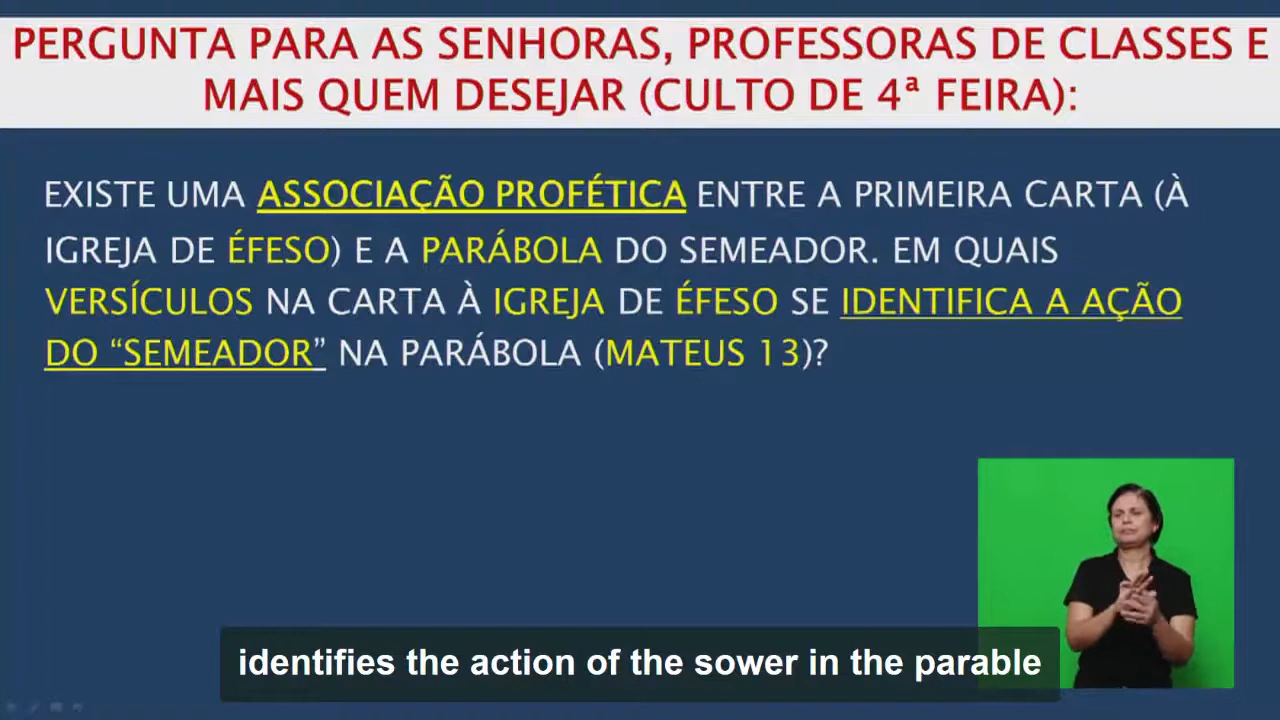 PERGUNTA PARA AS SENHORAS, PROFESSORAS DE CLASSES E
MAIS QUEM DESEJAR (CULTO DE 4ª FEIRA):
EXISTE UMA ASSOCIAÇÃO PROFÉTICA ENTRE A PRIMEIRA CARTA (À
IGREJA DE ÉFESO) E A PARÁBOLA DO SEMEADOR. EM QUAIS
VERSÍCULOS NA CARTA À IGREJA DE ÉFESO SE IDENTIFICA A AÇÃO
DO “SEMEADOR” NA PARÁBOLA (MATEUS 13)?
identifies the action of the sower in the parable